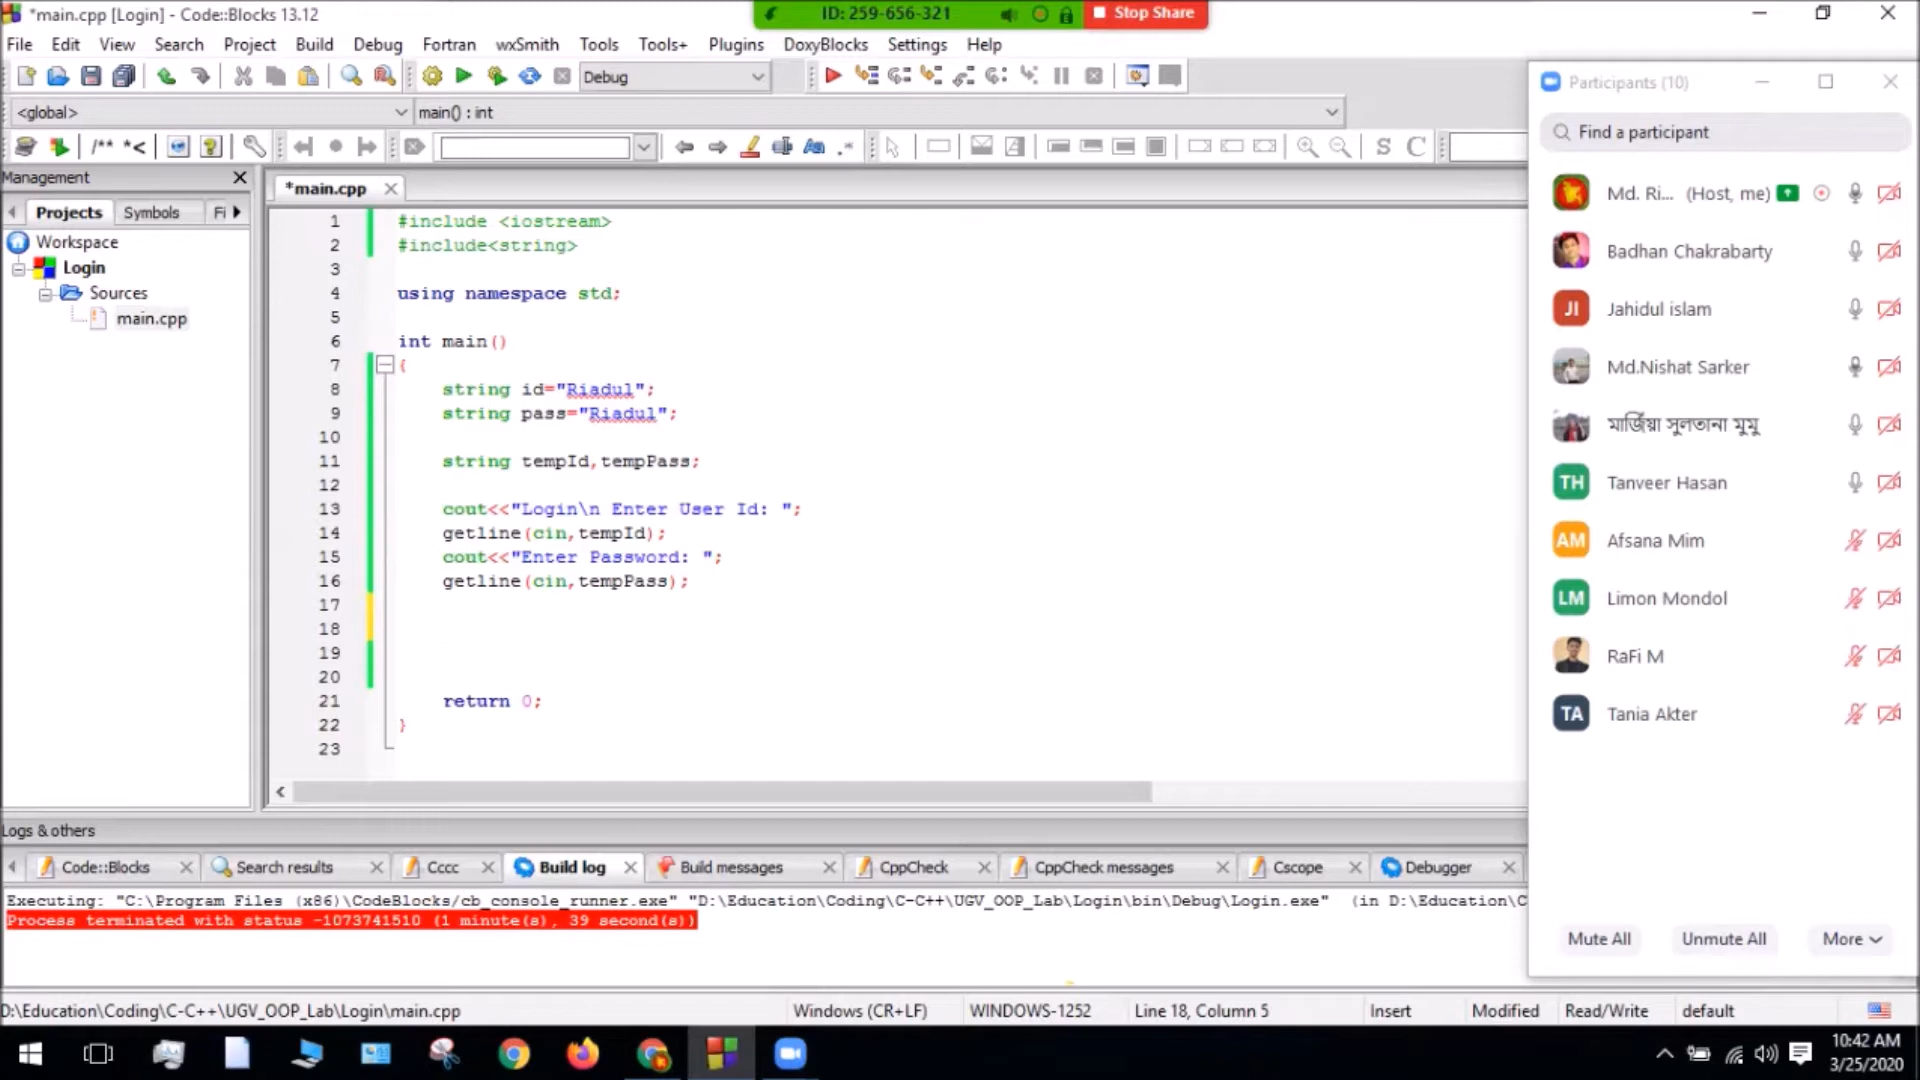 *main.cpp [Login] - Code::Blocks 13.12
ID: 259-656-321
Stop Share
File Edit View Search Project Build Debug Fortran wxSmith Tools Tools+ Plugins DoxyBlocks Settings Help
Debug
<global>
main() : int
/** *<
S C
Management
*main.cpp
Projects Symbols Fi
Workspace
Login
Sources
main.cpp
1 #include <iostream>
2 #include<string>
3
4 using namespace std;
5
6 int main()
7 {
8 string id="Riadul";
9 string pass="Riadul";
10
11 string tempId,tempPass;
12
13 cout<<"Login\n Enter User Id: ";
14 getline(cin,tempId);
15 cout<<"Enter Password: ";
16 getline(cin,tempPass);
17
18
19
20
21 return 0;
22 }
23
Participants (10)
Find a participant
Md. Ri... (Host, me)
Badhan Chakrabarty
JI Jahidul islam
Md.Nishat Sarker
মার্জিয়া সুলতানা মুমু
TH Tanveer Hasan
AM Afsana Mim
LM Limon Mondol
RaFi M
TA Tania Akter
Mute All Unmute All More
Logs & others
Code::Blocks Search results Cccc Build log Build messages CppCheck CppCheck messages Cscope Debugger
Executing: "C:\Program Files (x86)\CodeBlocks/cb_console_runner.exe" "D:\Education\Coding\C-C++\UGV_OOP_Lab\Login\bin\Debug\Login.exe" (in D:\Education\C
Process terminated with status -1073741510 (1 minute(s), 39 second(s))
D:\Education\Coding\C-C++\UGV_OOP_Lab\Login\main.cpp Windows (CR+LF) WINDOWS-1252 Line 18, Column 5 Insert Modified Read/Write default
10:42 AM
3/25/2020